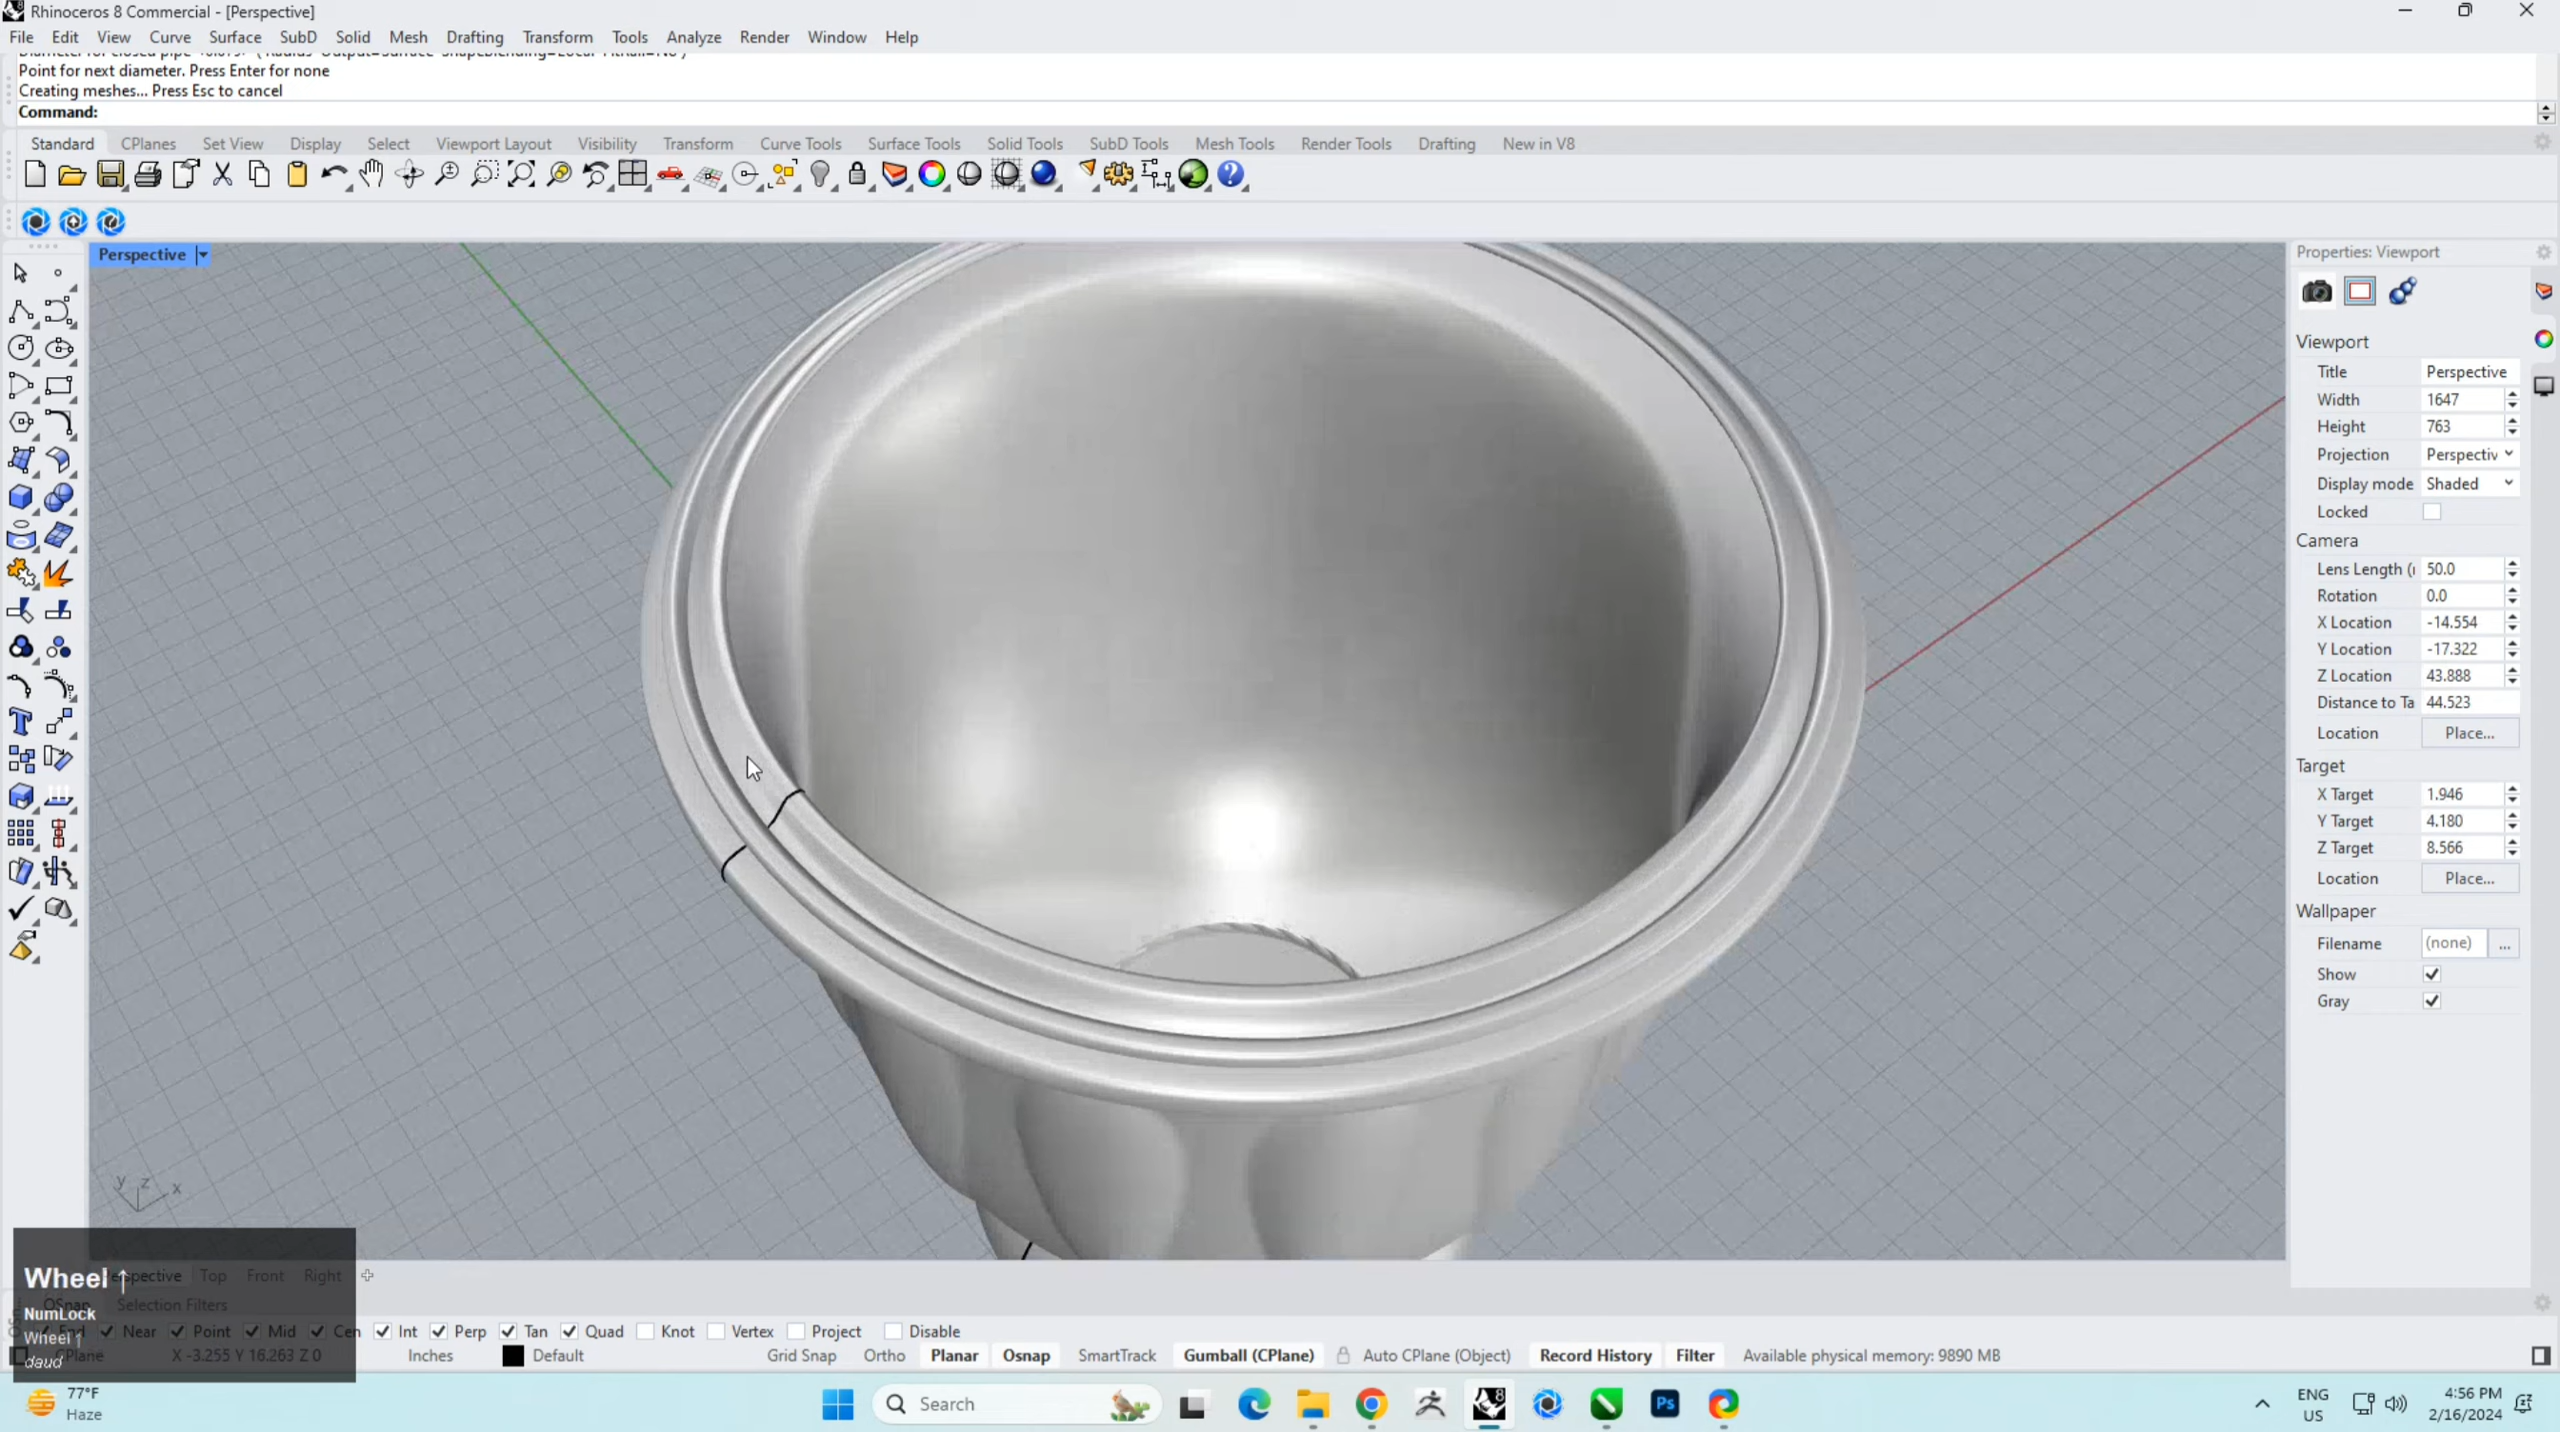 Rhinoceros 8 Commercial - [Perspective]
File Edit View Curve Surface SubD Solid Mesh Drafting Transform Tools Analyze Render Window Help
Point for next diameter. Press Enter for none
Creating meshes... Press Esc to cancel
Command:
Standard CPlanes Set View Display Select Viewport Layout Visibility Transform Curve Tools Surface Tools Solid Tools SubD Tools Mesh Tools Render Tools Drafting New in V8
Perspective
Properties: Viewport
Viewport
Title Perspective
Width 1647
Height 763
Projection Perspectiv
Display mode Shaded
Locked
Camera
Lens Length (
50.0
Rotation 0.0
X Location -14.554
Y Location -17.322
Z Location 43.888
Distance to Ta 44.523
Location Place...
Target
X Target 1.946
Y Target 4.180
Z Target 8.566
Location Place...
Wallpaper
Filename (none) ...
Show
Gray
y z x
Wheel ↑
NumLock
Wheel ↑
daud
Perspective Top Front Right
OSnap Selection Filters
End Near Point Mid Cen Int Perp Tan Quad Knot Vertex Project Disable
CPlane X -3.255 Y 16.263 Z 0 Inches Default Grid Snap Ortho Planar Osnap SmartTrack Gumball (CPlane) Auto CPlane (Object) Record History Filter Available physical memory: 9890 MB
77°F
Haze
Search
8
Ps
ENG
US
4:56 PM
2/16/2024